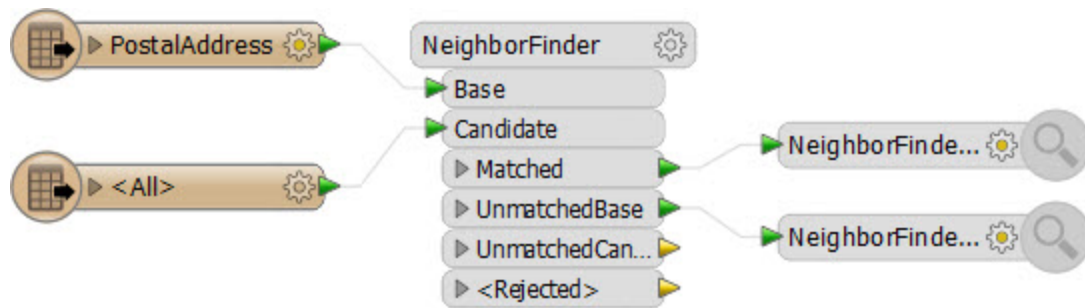 PostalAddress
NeighborFinder
Base
Candidate
<All>
Matched
UnmatchedBase
UnmatchedCan...
<Rejected>
NeighborFinde...
NeighborFinde...